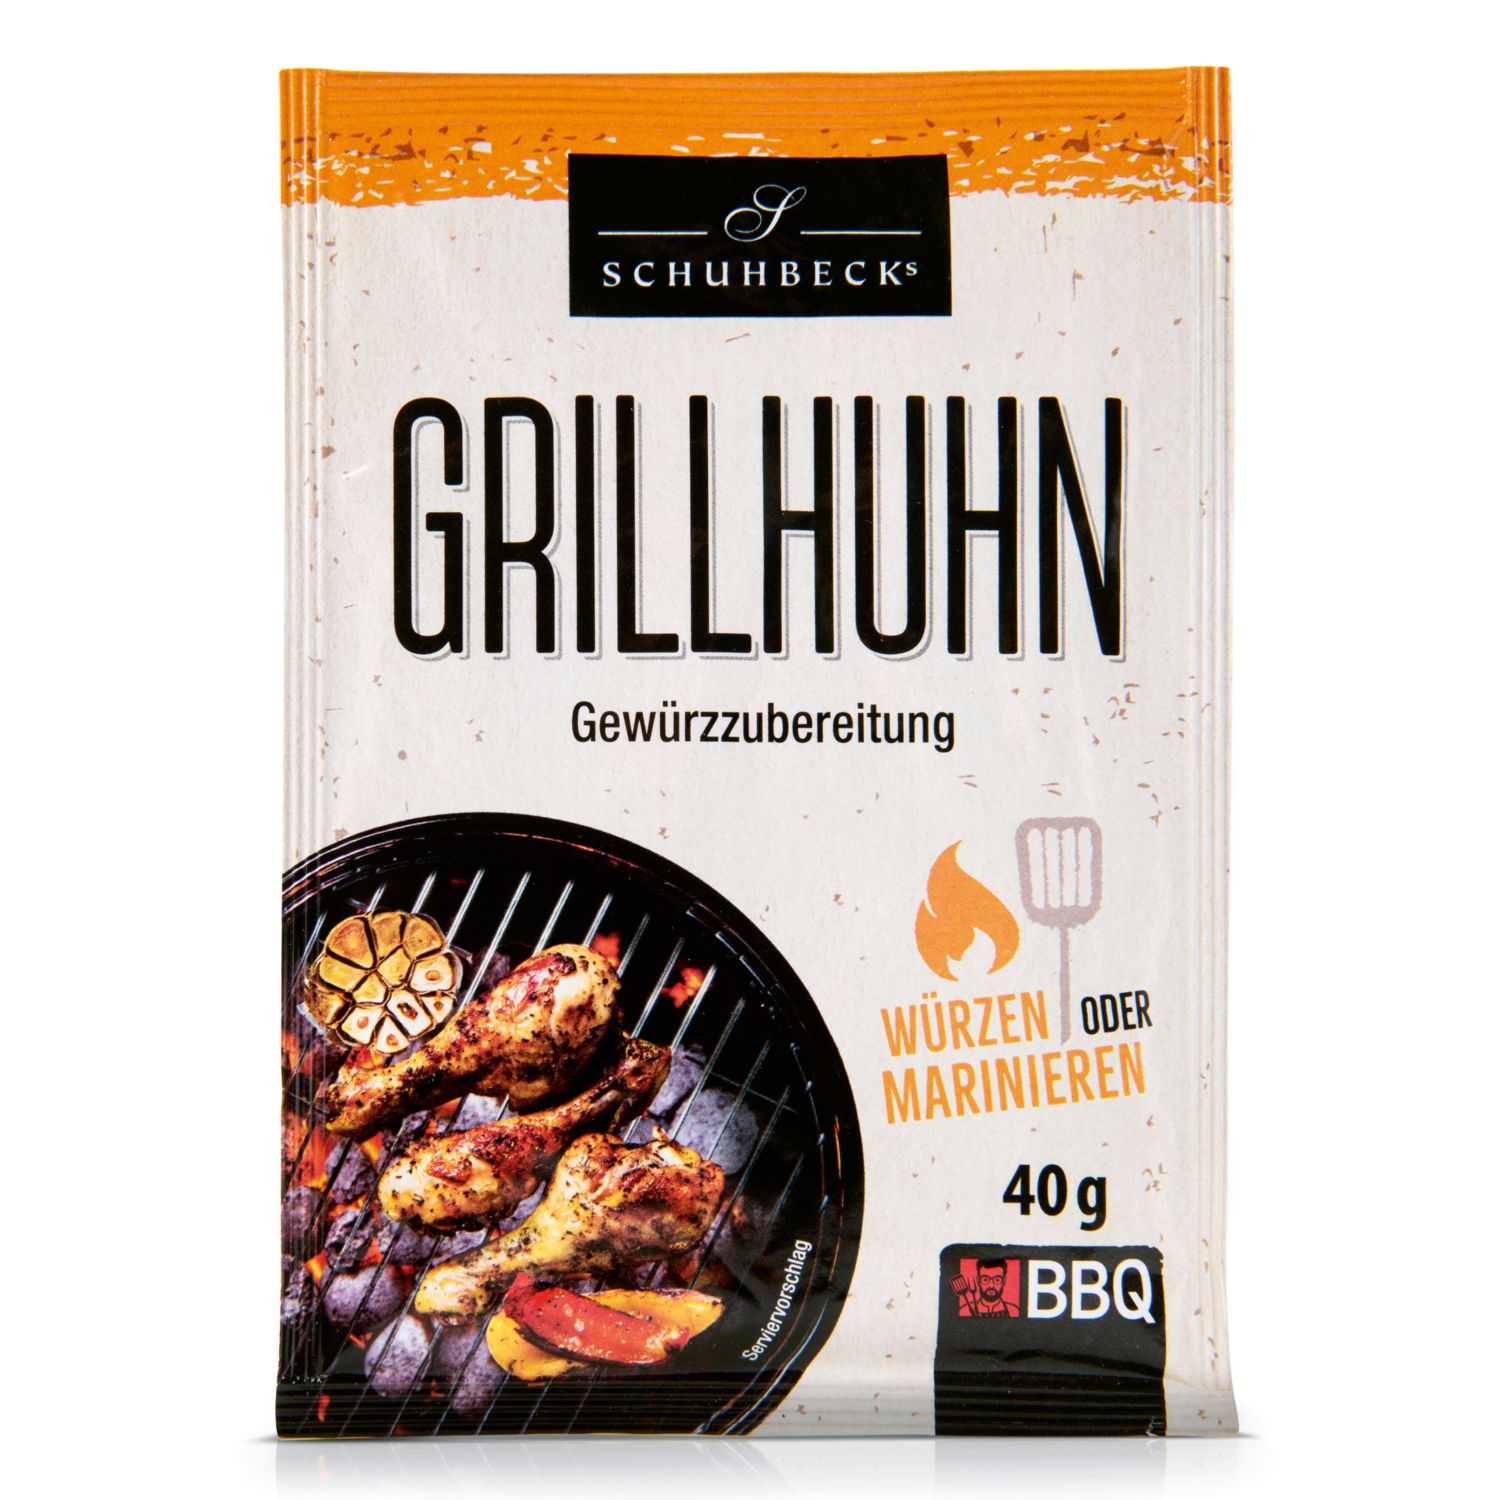 S
SCHUHBECKs
GRILLHUHN
Gewürzzubereitung
WÜRZEN ODER
MARINIEREN
40 g
BBQ
Serviervorschlag